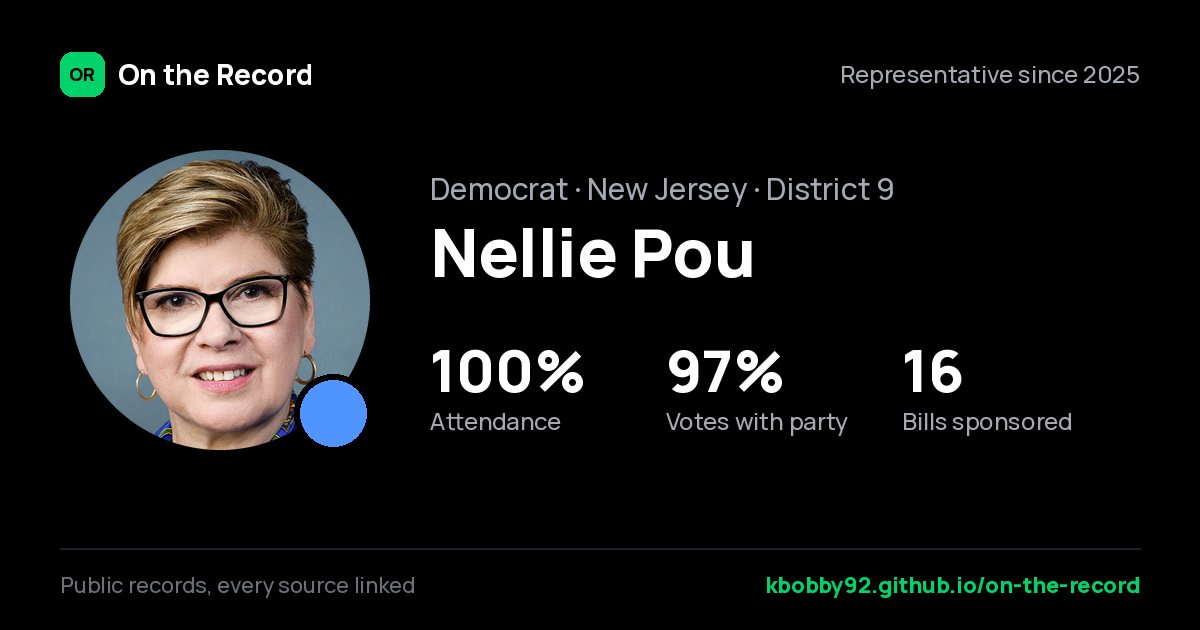 OR On the Record
Representative since 2025
Democrat · New Jersey · District 9
Nellie Pou
100% 97% 16
Attendance Votes with party Bills sponsored
Public records, every source linked
kbobby92.github.io/on-the-record